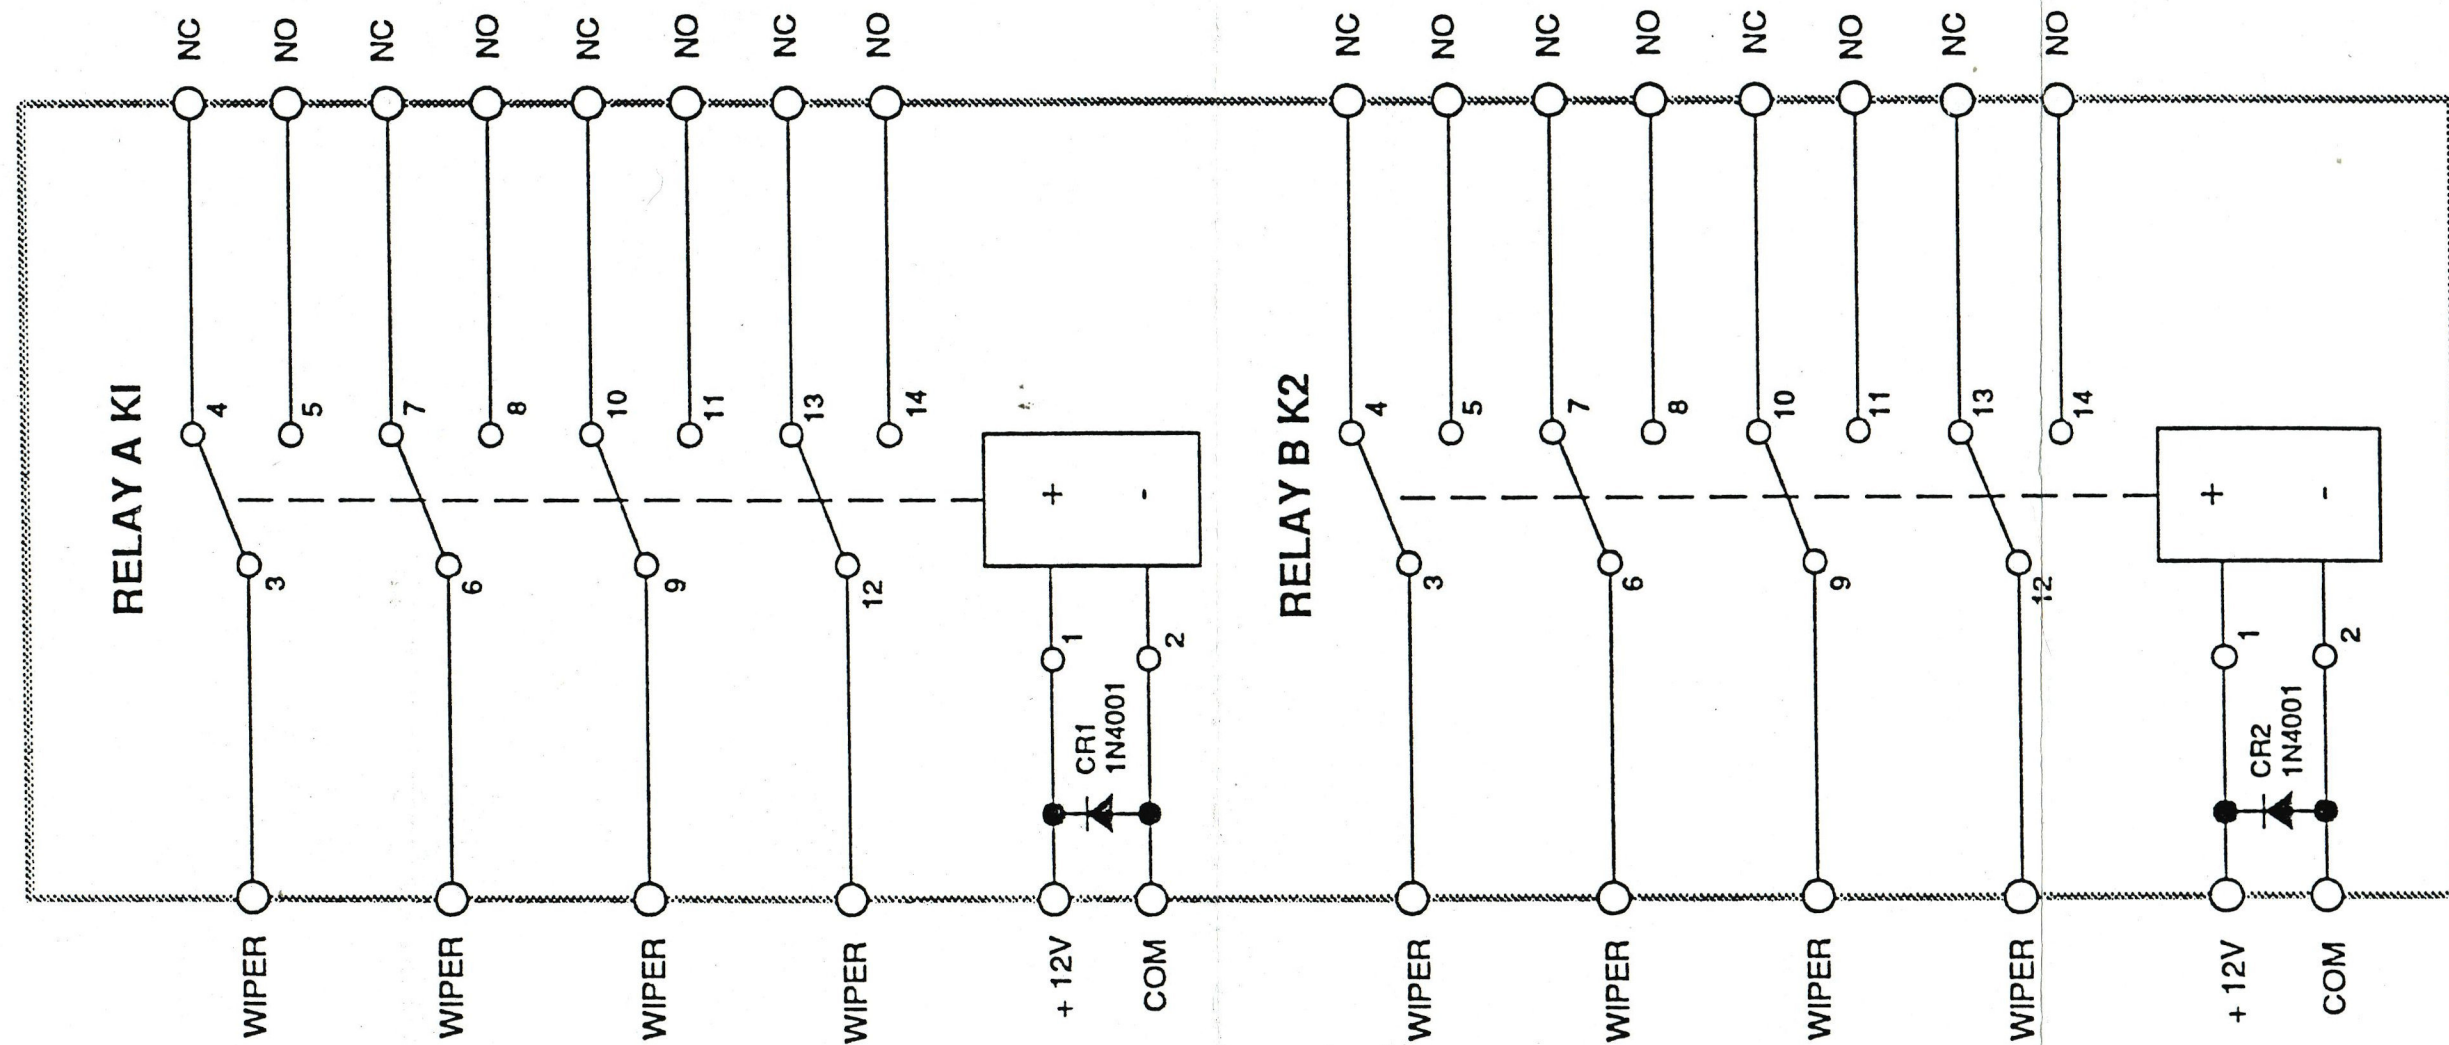 NC
NO
NC
NO
NC
NO
NC
NO
NC
NO
NC
NO
NC
NO
NC
NO
RELAY A KI
4
5
7
8
10
11
13
14
3
6
9
12
+
-
1
2
CR1
1N4001
WIPER
WIPER
WIPER
WIPER
+ 12V
COM
RELAY B K2
4
5
7
8
10
11
13
14
3
6
9
12
+
-
1
2
CR2
1N4001
WIPER
WIPER
WIPER
WIPER
+ 12V
COM